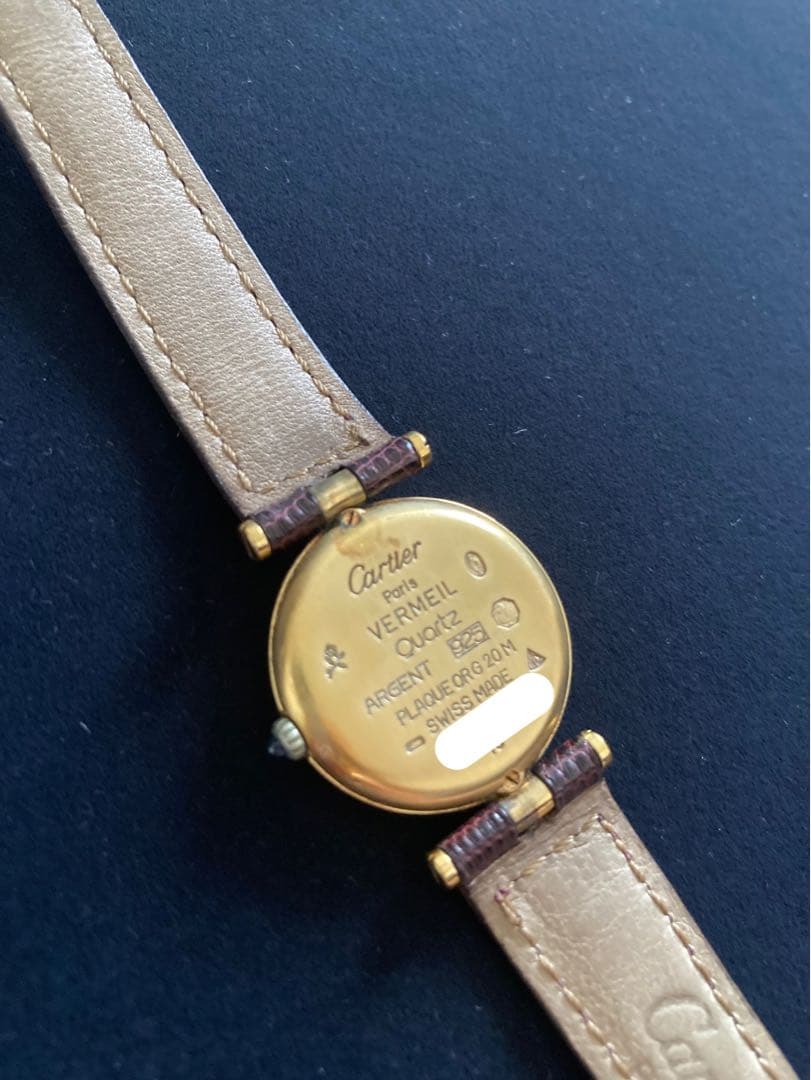 Cartier
Paris
VERMEIL
Quartz
ARGENT 925
PLAQUE OR G 20 M
SWISS MADE